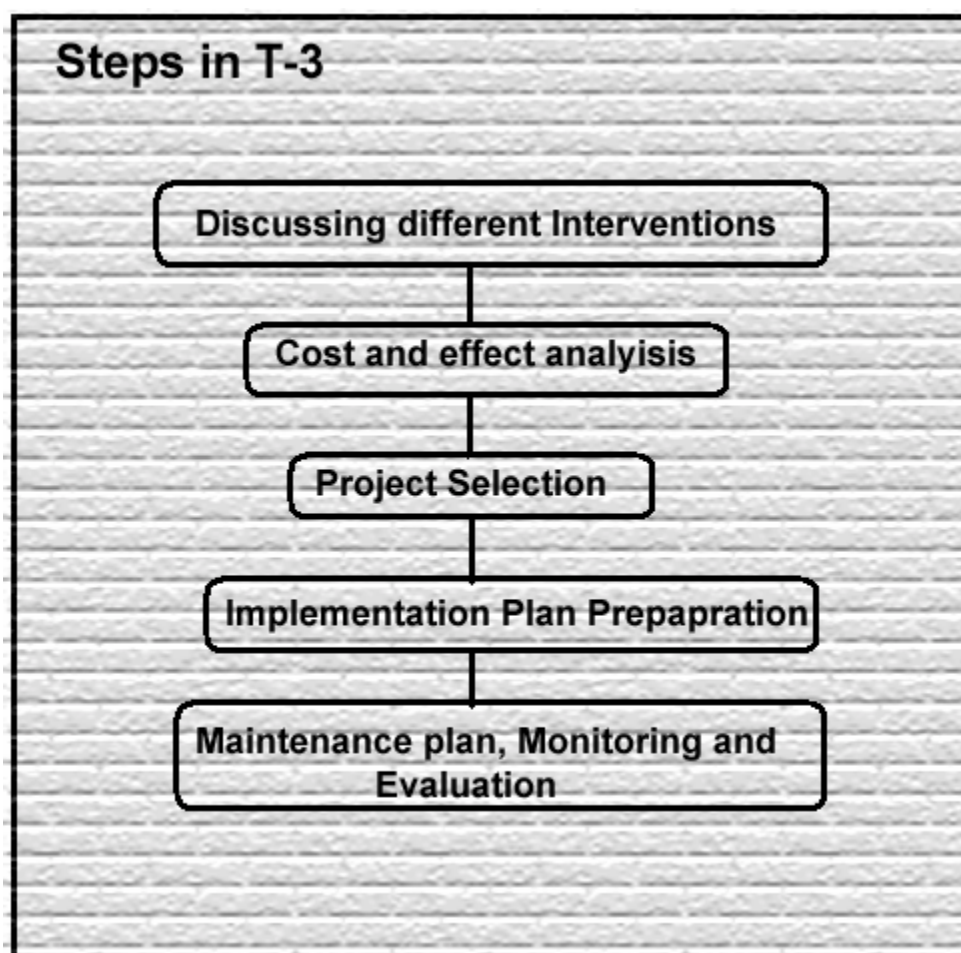 Steps in T-3
Discussing different Interventions
Cost and effect analyisis
Project Selection
Implementation Plan Prepapration
Maintenance plan, Monitoring and
Evaluation